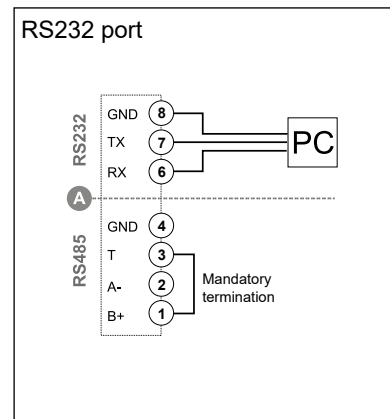 RS232 port
RS232
GND 8
TX 7
RX 6
PC
A
RS485
GND 4
T 3
A- 2
B+ 1
Mandatory
termination